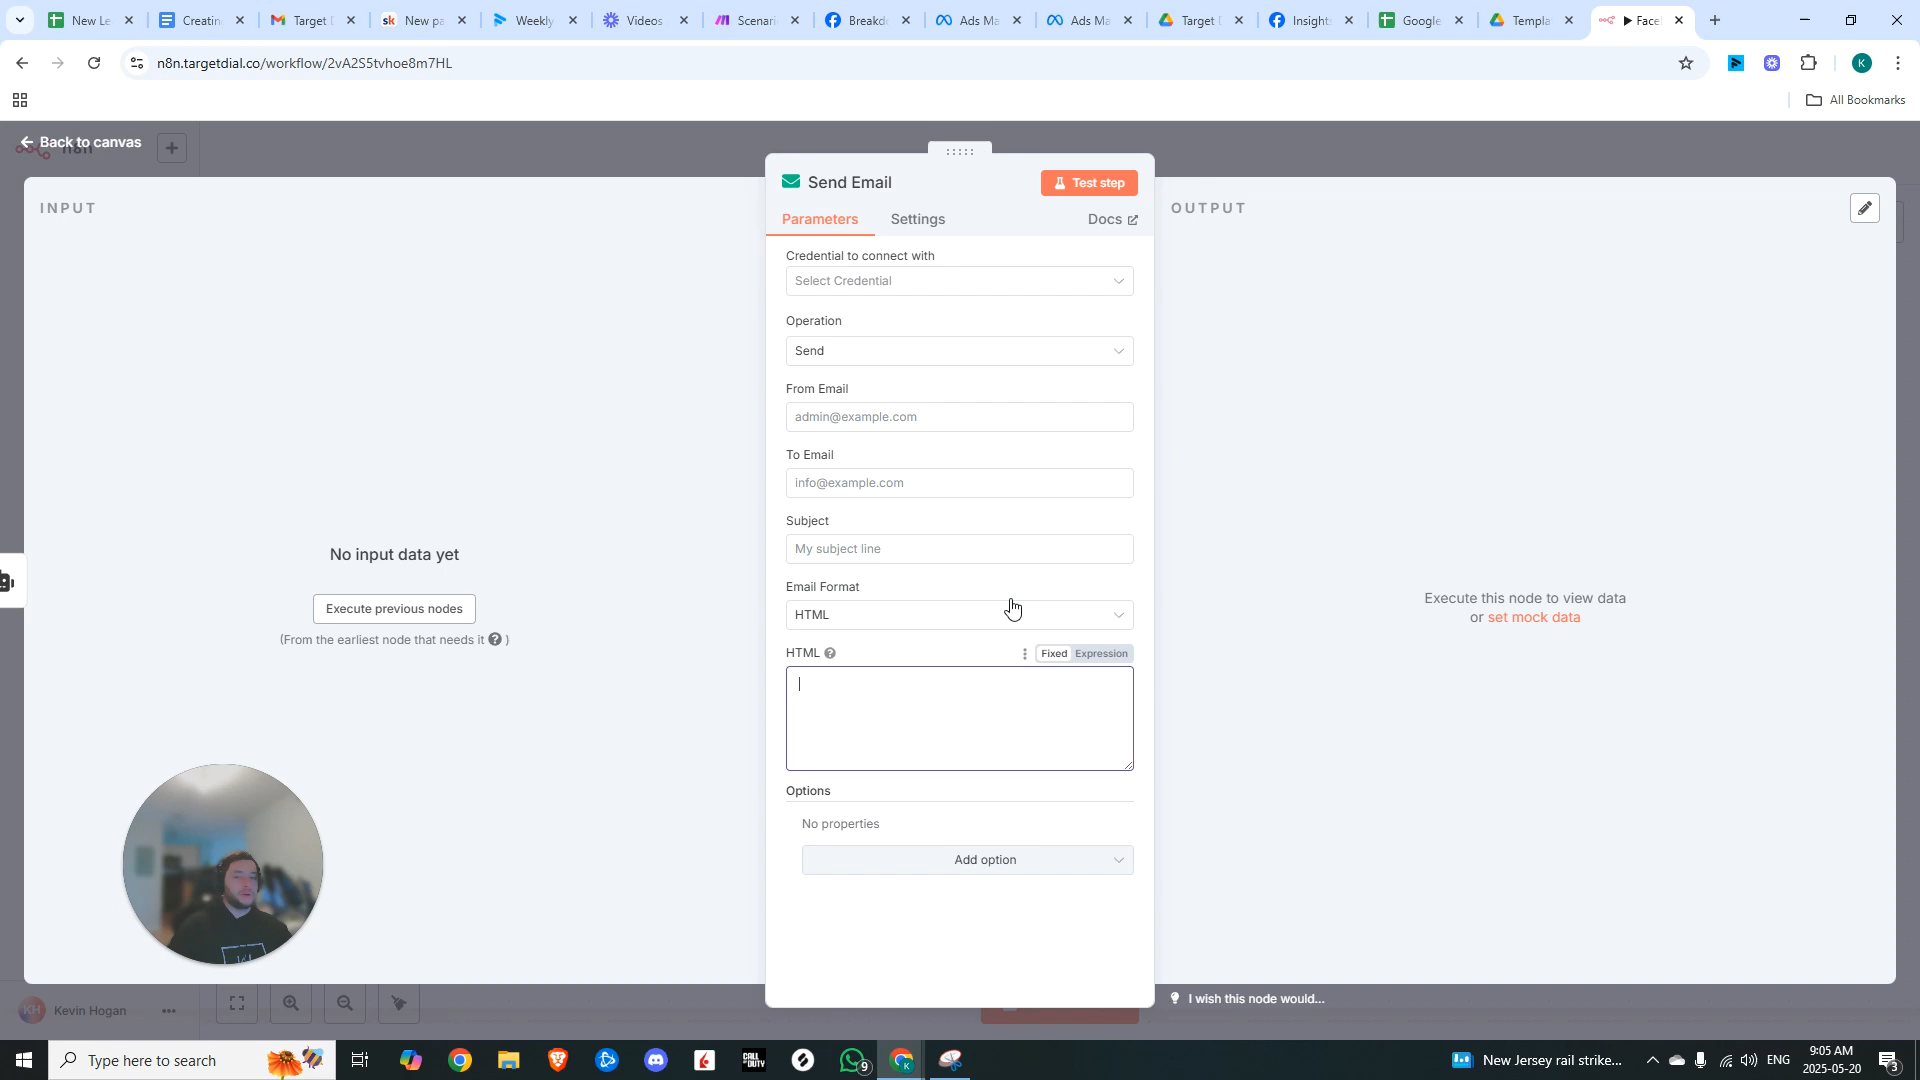 New Le
Creatin
Target D
New pa
Weekly
Videos
Scenari
Breakd
Ads Ma
Ads Ma
Target D
Insight
Google
Templa
Face
n8n.targetdial.co/workflow/2vA2S5tvhoe8m7HL
K
All Bookmarks
Back to canvas
INPUT
Send Email
Test step
OUTPUT
Parameters
Settings
Docs
Credential to connect with
Select Credential
Operation
Send
From Email
admin@example.com
To Email
info@example.com
Subject
My subject line
Email Format
HTML
HTML
Fixed
Expression
Options
No properties
Add option
No input data yet
Execute previous nodes
(From the earliest node that needs it ? )
Execute this node to view data
or set mock data
I wish this node would...
KH
Kevin Hogan
Type here to search
CALL OF DUTY
9
New Jersey rail strike...
ENG
9:05 AM
2025-05-20
3